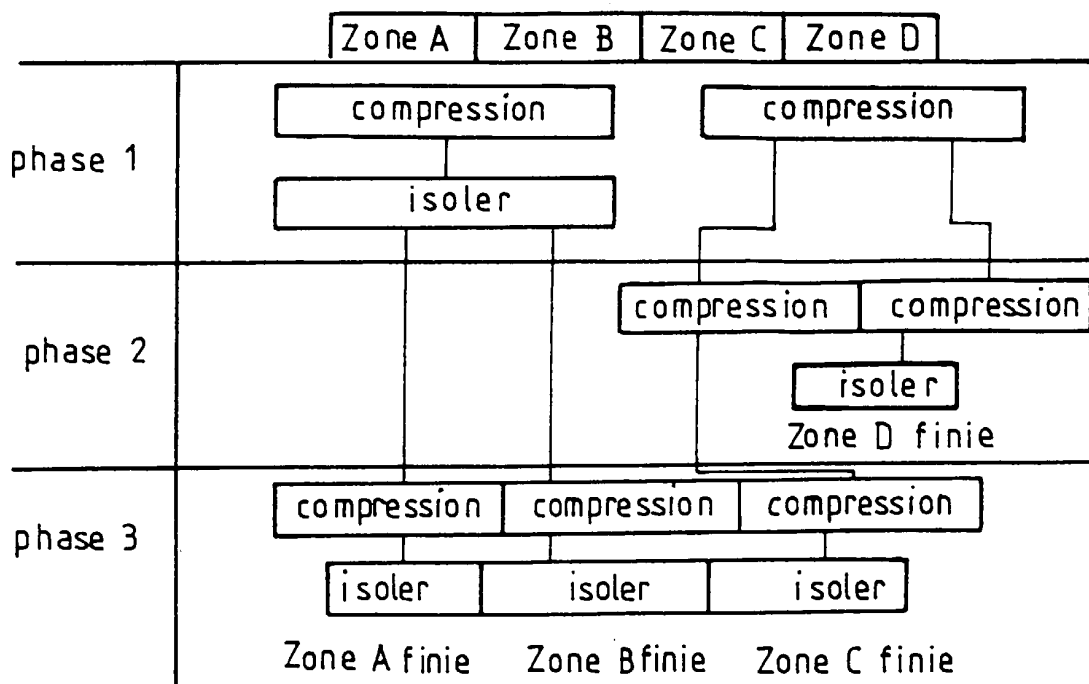 Zone A Zone B Zone C Zone D
compression compression
phase 1
isoler
compression compression
phase 2
isoler
Zone D finie
compression compression compression
phase 3
isoler isoler isoler
Zone A finie Zone B finie Zone C finie